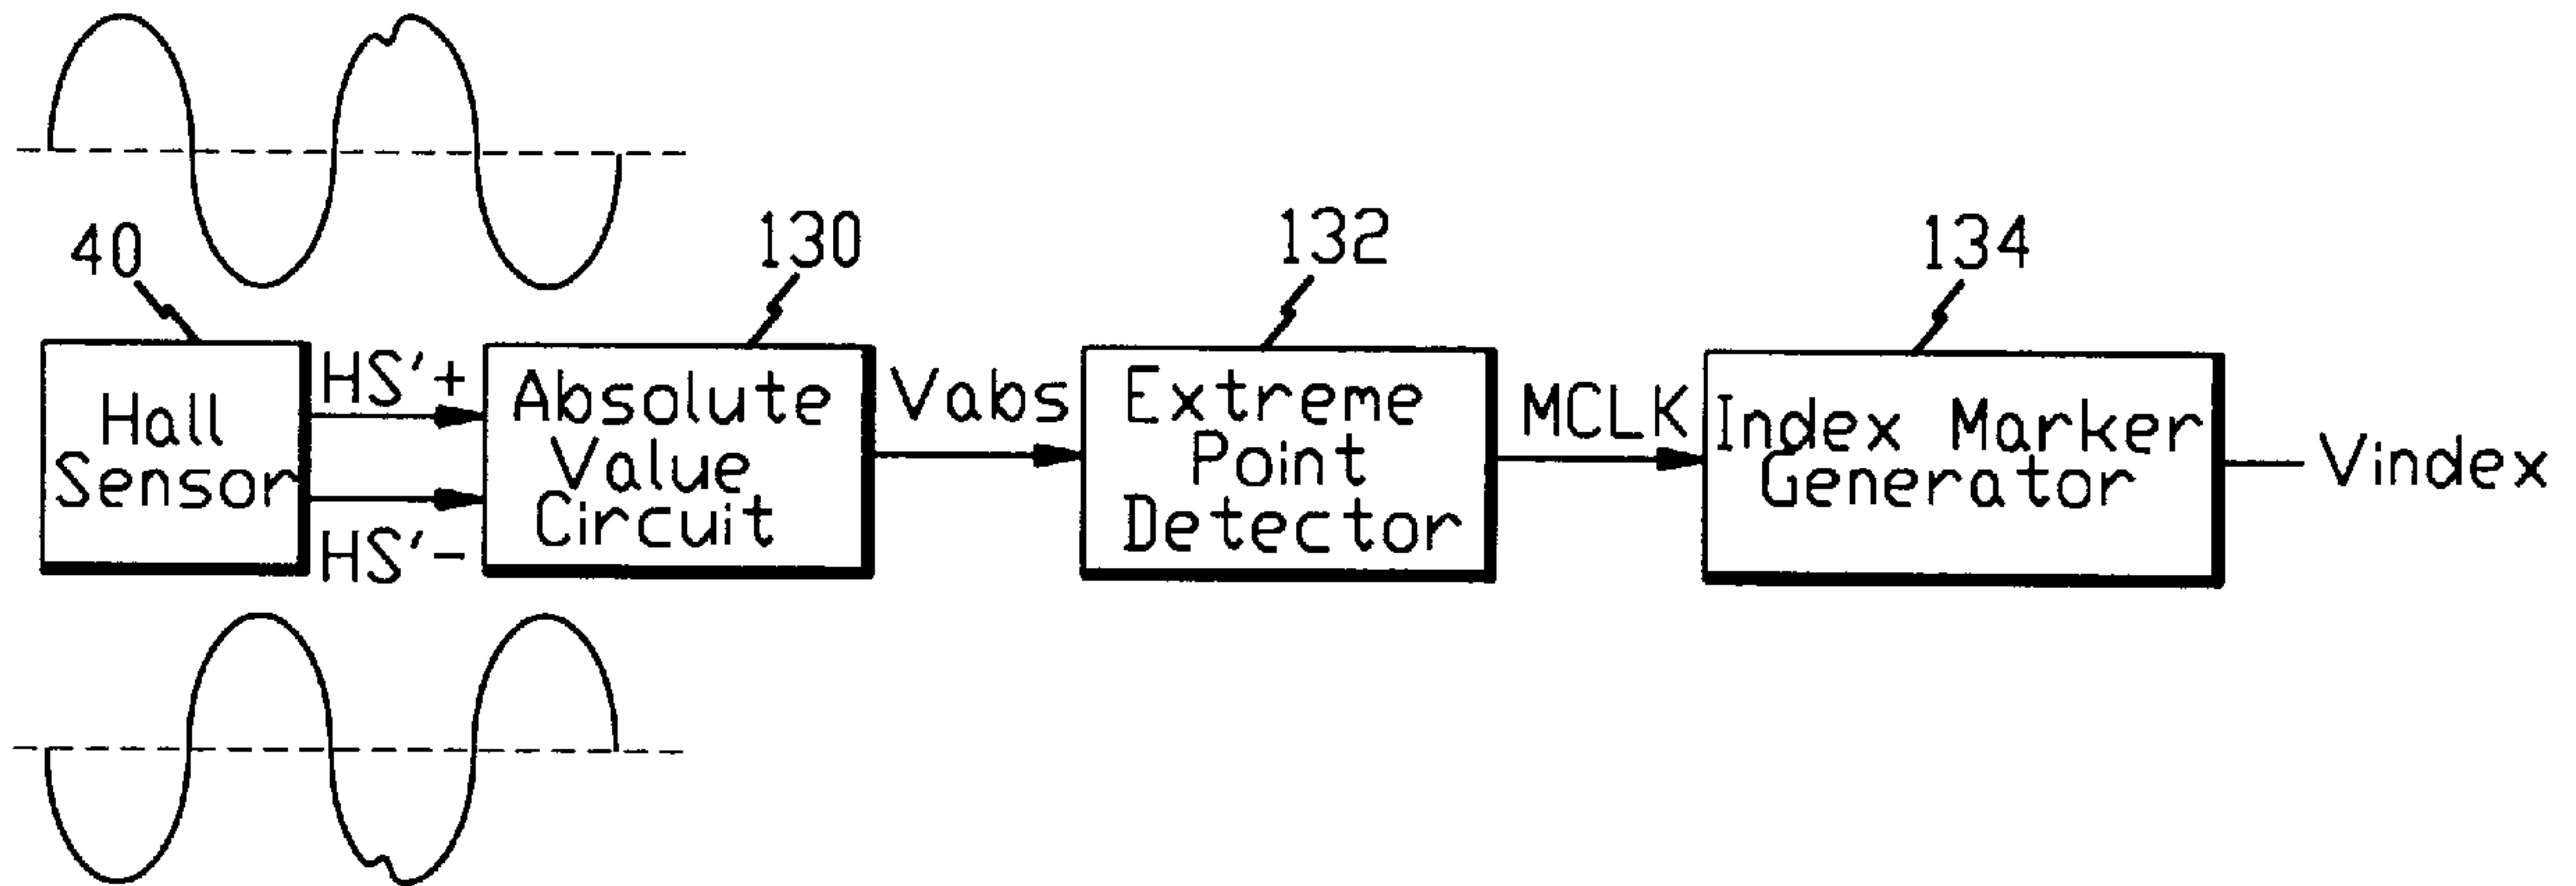 40
130
132
134
Hall
Sensor
HS'+
HS'-
Absolute
Value
Circuit
Vabs
Extreme
Point
Detector
MCLK
Index Marker
Generator
Vindex